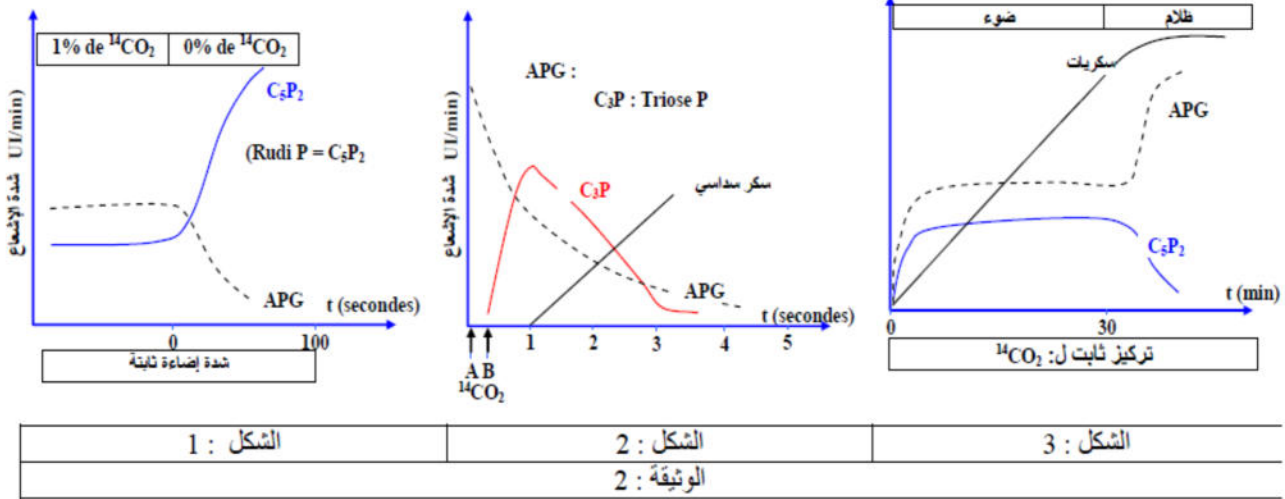 1% de ¹⁴CO₂ 0% de ¹⁴CO₂
شدة الإشعاع UI/min
C₅P₂
(Rudi P = C₅P₂
APG
t (secondes)
0 100
شدة إضاءة ثابتة
شدة الإشعاع UI/min
APG :
C₃P : Triose P
C₃P
سكر سداسي
APG
t (secondes)
1 2 3 4 5
A B
¹⁴CO₂
ضوء ظلام
سكريات
APG
C₅P₂
t (min)
0 30
تركيز ثابت ل: ¹⁴CO₂
الشكل : 1
الشكل : 2
الشكل : 3
الوثيقة : 2